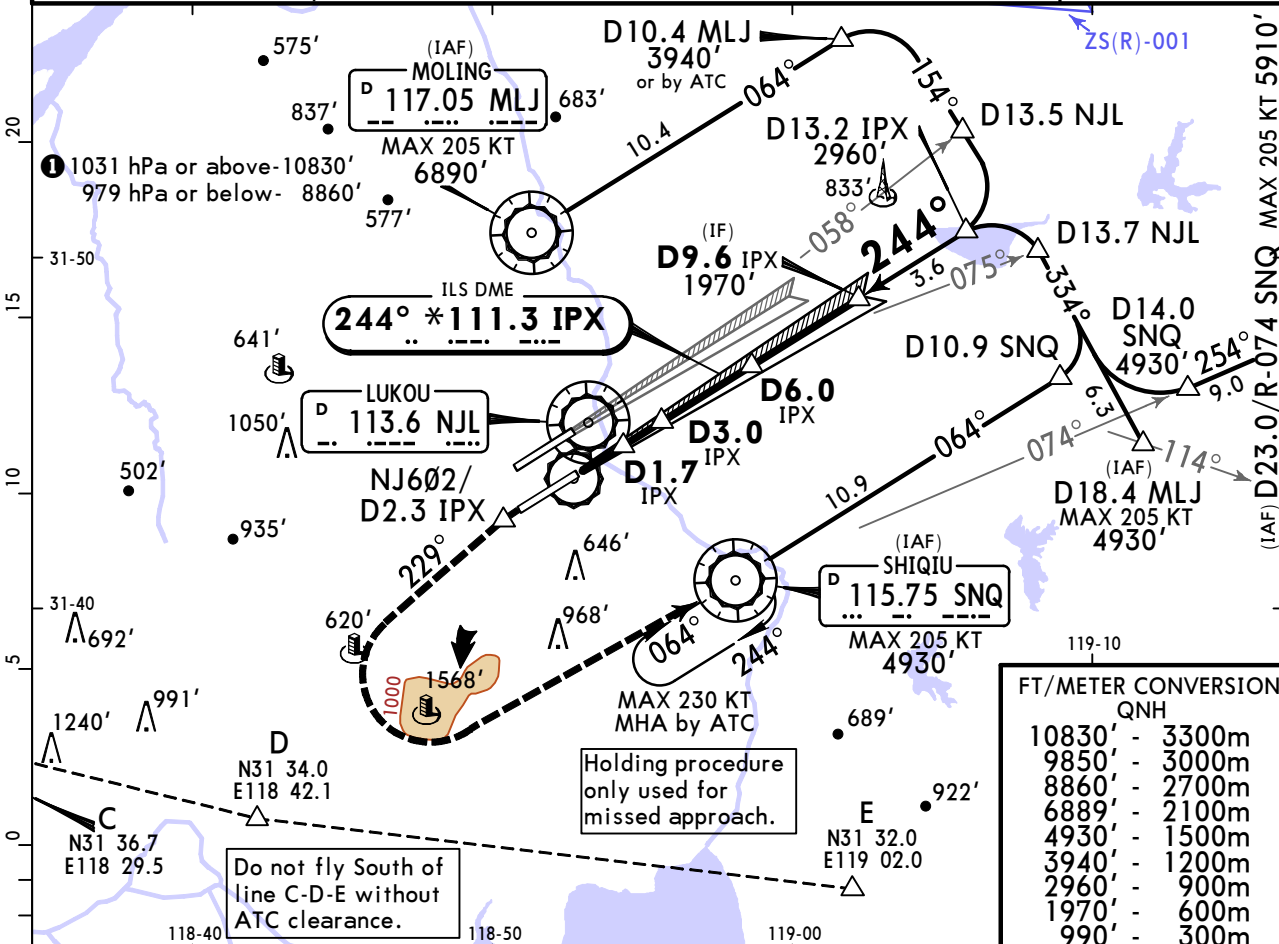 575'
(IAF)
MOLING
D 117.05 MLJ
MAX 205 KT
6890'
837'
683'
D10.4 MLJ
3940'
or by ATC
064°
10.4
154°
ZS(R)-001
D13.5 NJL
D13.2 IPX
2960'
833'
058°
20
❶ 1031 hPa or above-10830'
979 hPa or below- 8860'
577'
31-50
(IF)
D9.6 IPX
1970'
244°
3.6
075°
D13.7 NJL
334°
15
ILS DME
244° *111.3 IPX
641'
D14.0
SNQ
4930'
254°
9.0
D10.9 SNQ
6.3
(IAF) D23.0/R-074 SNQ MAX 205 KT 5910'
LUKOU
D 113.6 NJL
1050'
D6.0
IPX
D3.0
IPX
D1.7
IPX
064°
10.9
074°
114°
(IAF)
D18.4 MLJ
MAX 205 KT
4930'
10
502'
935'
NJ602/
D2.3 IPX
229°
646'
968'
(IAF)
SHIQIU
D 115.75 SNQ
MAX 205 KT
4930'
31-40
692'
620'
064°
244°
MAX 230 KT
MHA by ATC
119-10
5
991'
1240'
1000
1568'
689'
922'
Holding procedure
only used for
missed approach.
D
N31 34.0
E118 42.1
C
N31 36.7
E118 29.5
E
N31 32.0
E119 02.0
0
Do not fly South of
line C-D-E without
ATC clearance.
118-40
118-50
119-00
FT/METER CONVERSION
QNH
10830' - 3300m
9850' - 3000m
8860' - 2700m
6889' - 2100m
4930' - 1500m
3940' - 1200m
2960' - 900m
1970' - 600m
990' - 300m